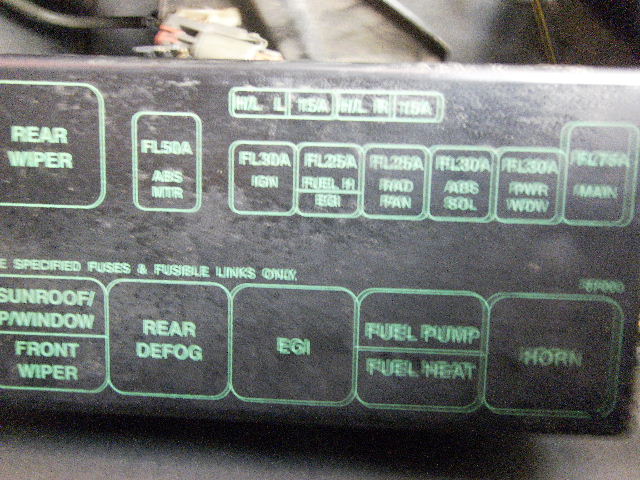 H/L L 15A H/L R 15A
REAR
WIPER
FL50A
ABS
MTR
FL30A
IGN
FL25A
FUEL H
EGI
FL25A
RAD
FAN
FL30A
ABS
SOL
FL30A
PWR
WDW
MAIN
E SPECIFIED FUSES & FUSIBLE LINKS ONLY.
SUNROOF/
P/WINDOW
FRONT
WIPER
REAR
DEFOG
EGI
FUEL PUMP
FUEL HEAT
HORN